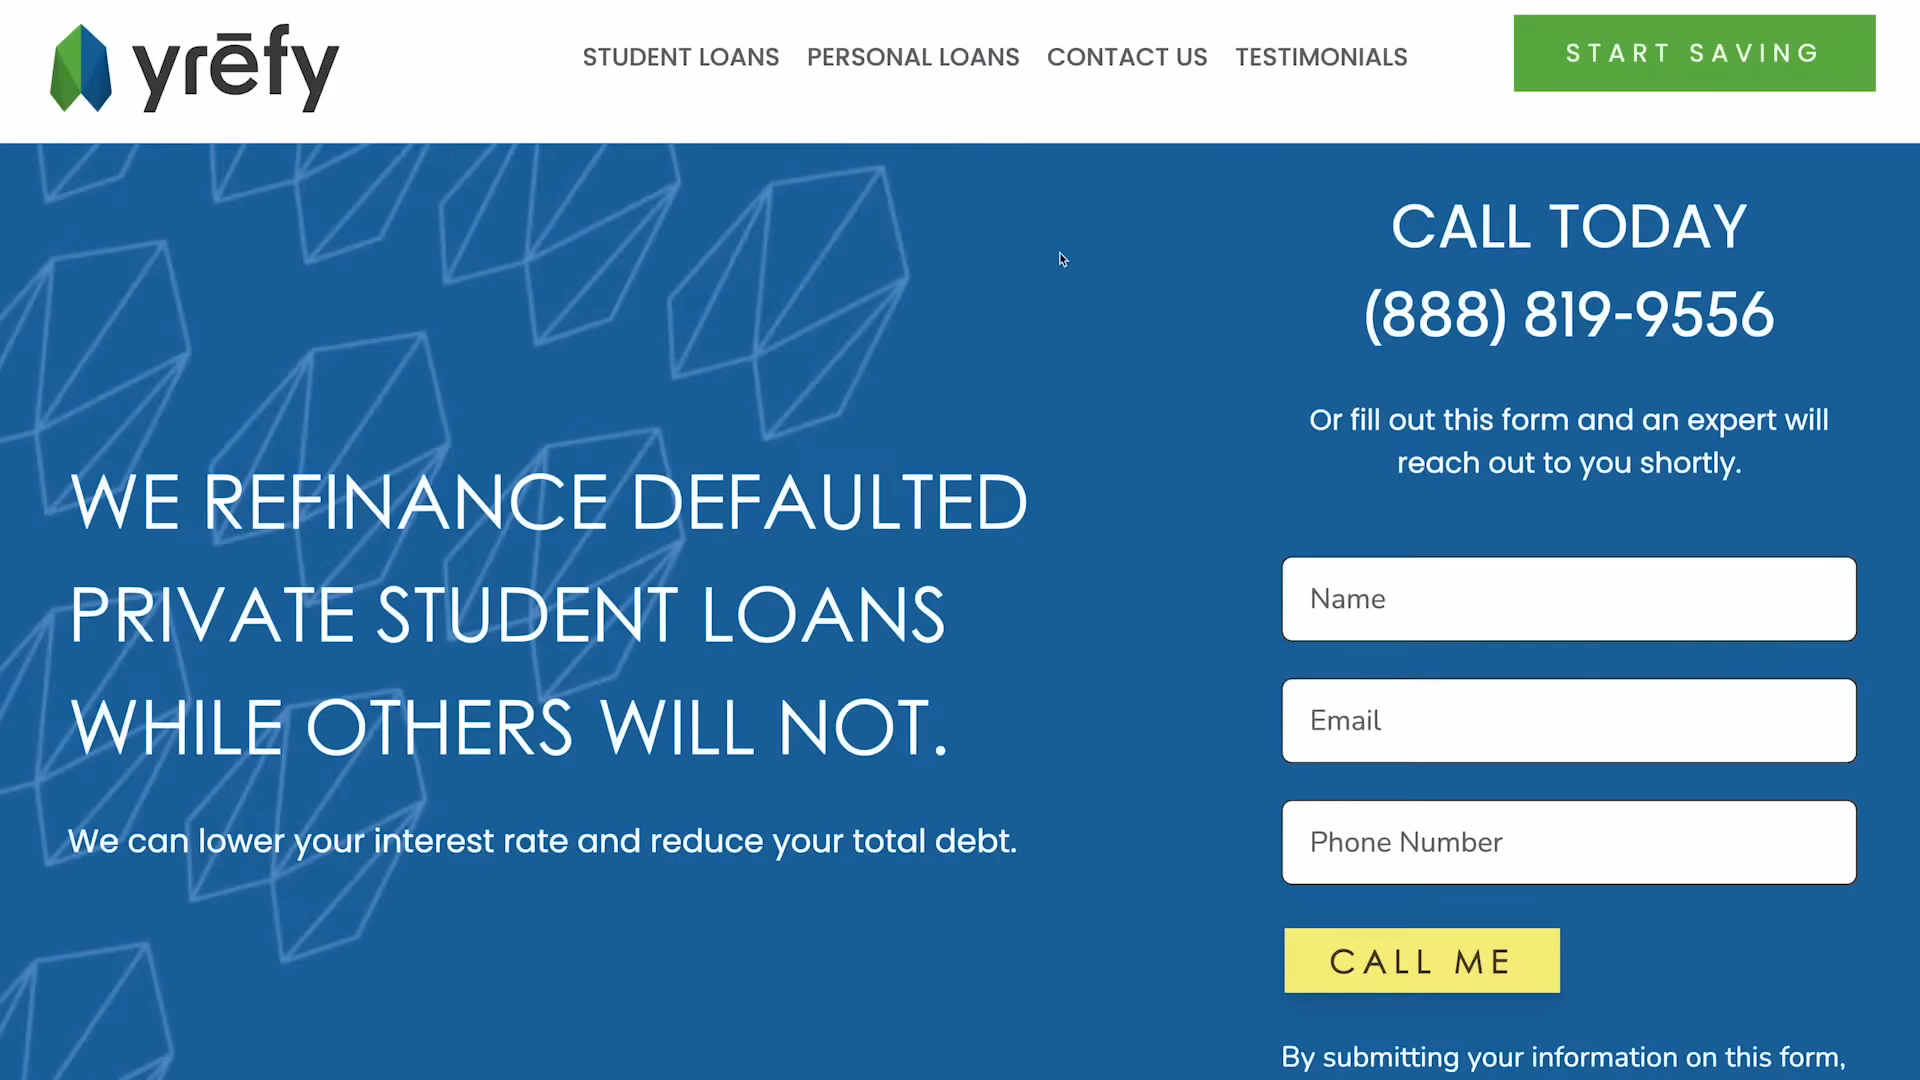 yrēfy
STUDENT LOANS
PERSONAL LOANS
CONTACT US
TESTIMONIALS
START SAVING
WE REFINANCE DEFAULTED
PRIVATE STUDENT LOANS
WHILE OTHERS WILL NOT.
We can lower your interest rate and reduce your total debt.
CALL TODAY
(888) 819-9556
Or fill out this form and an expert will
reach out to you shortly.
Name
Email
Phone Number
CALL ME
By submitting your information on this form,